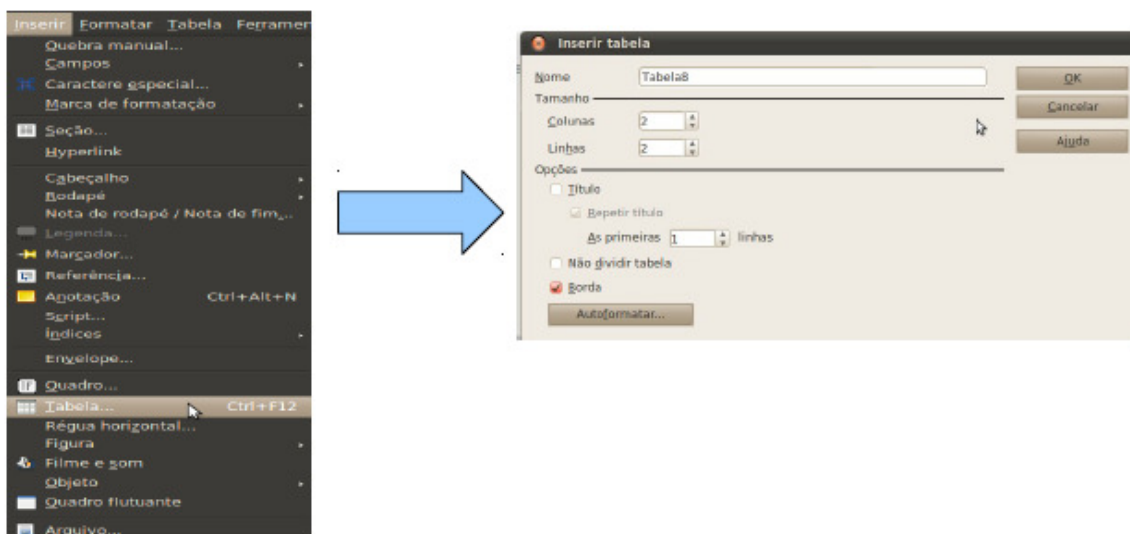 Inserir Formatar Tabela Ferramen
Quebra manual...
Campos
Caractere especial...
Marca de formatação
Seção...
Hyperlink
Cabeçalho
Rodapé
Nota de rodapé / Nota de fim...
Legenda...
Marcador...
Referência...
Anotação Ctrl+Alt+N
Script...
Índices
Envelope...
Quadro...
Tabela... Ctrl+F12
Régua horizontal...
Figura
Filme e som
Objeto
Quadro flutuante
Arquivo...
Inserir tabela
Nome Tabela8 OK
Tamanho Cancelar
Colunas 2
Linhas 2 Ajuda
Opções
Título
Repetir título
As primeiras 1 linhas
Não dividir tabela
Borda
Autoformatar...